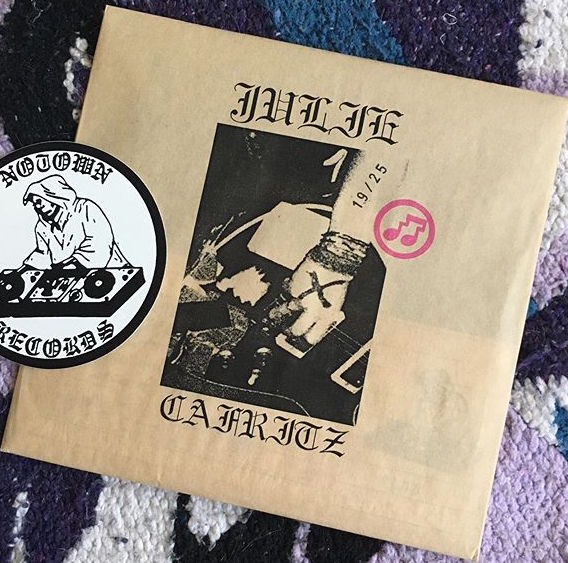 JULIE
19/25
CAFRITZ
NOTOWN
RECORDS